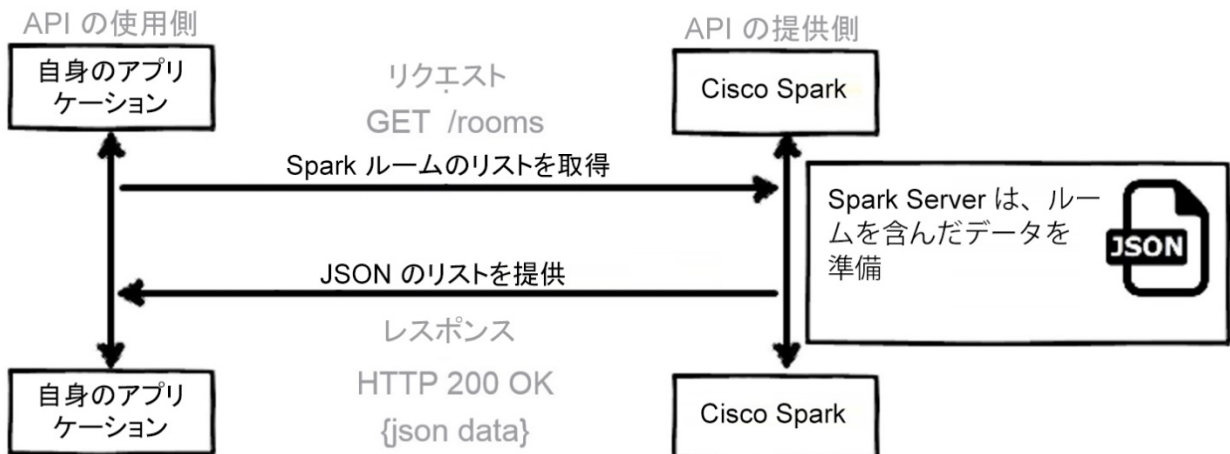 API の使用側
API の提供側
自身のアプリ
ケーション
リクエスト
GET /rooms
Cisco Spark
Spark ルームのリストを取得
Spark Server は、ルー
ムを含んだデータを
準備
JSON
JSON のリストを提供
レスポンス
HTTP 200 OK
{json data}
自身のアプリ
ケーション
Cisco Spark